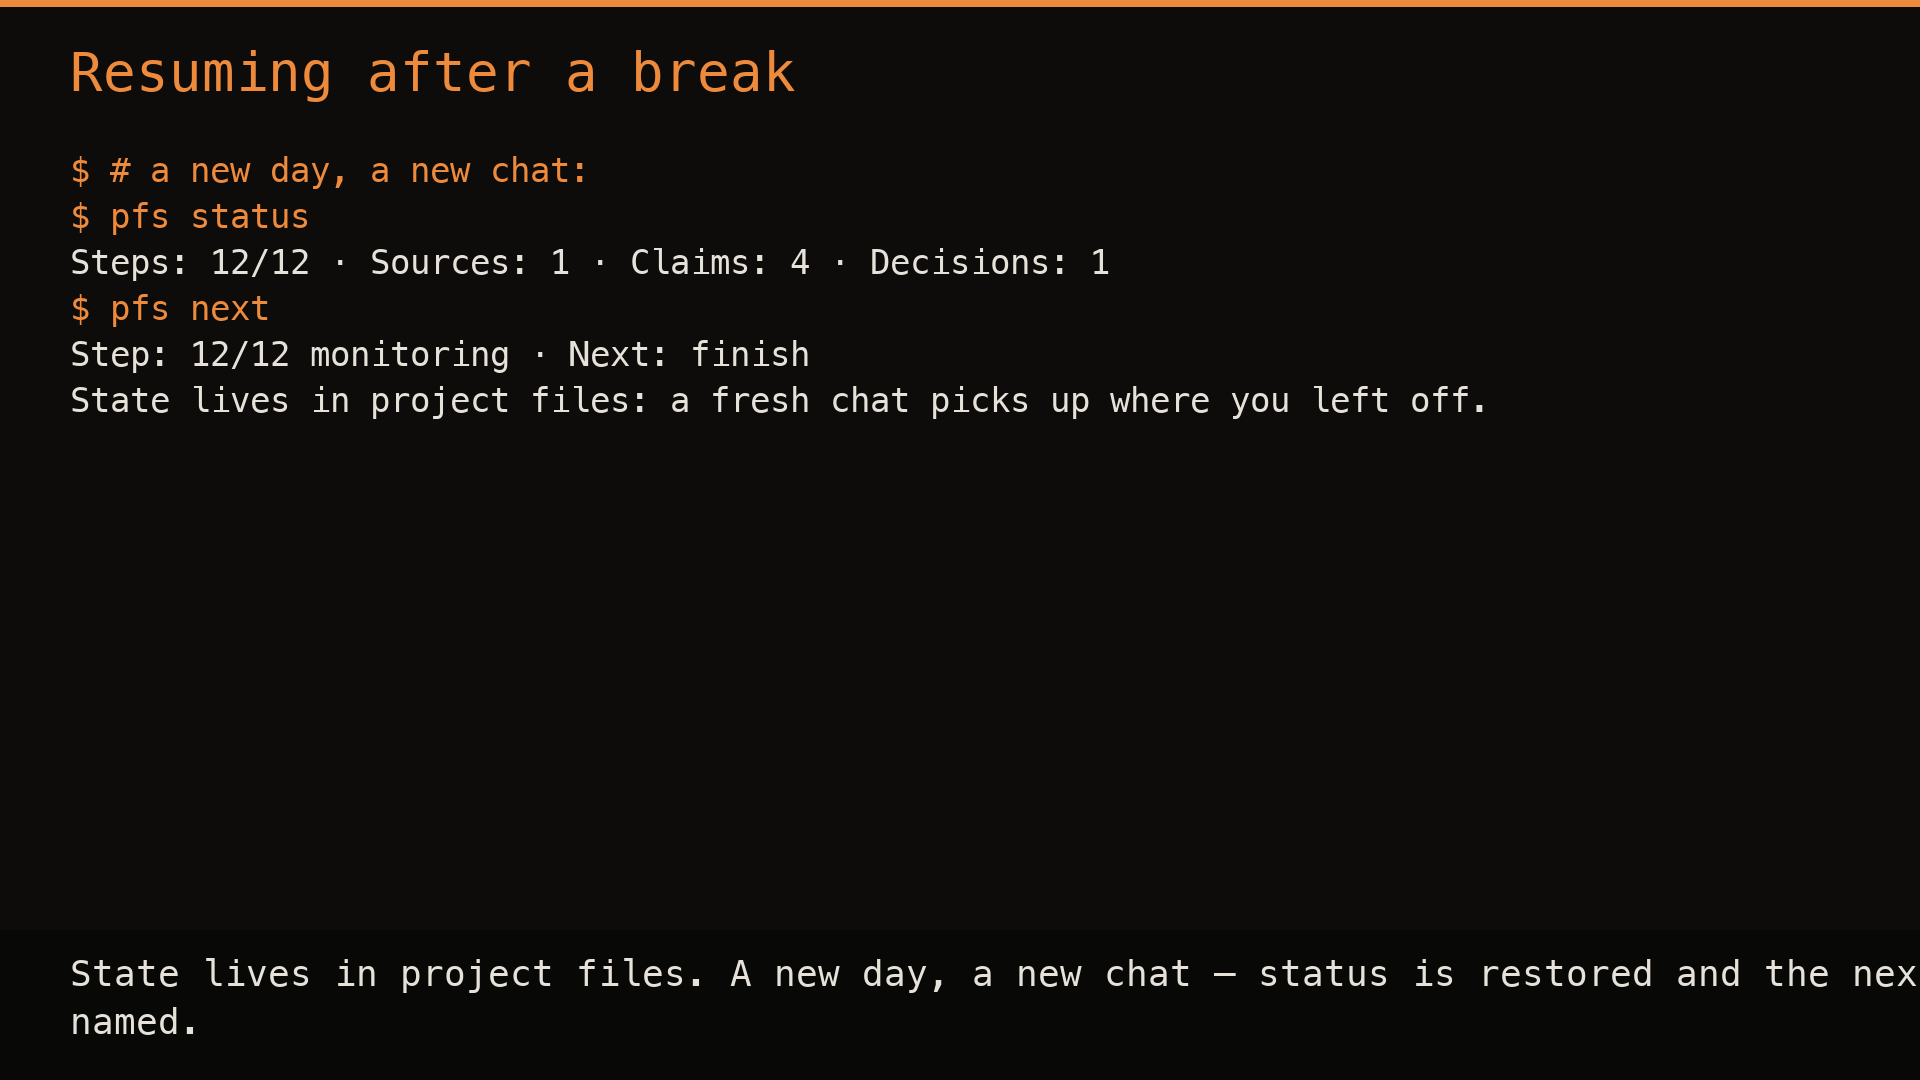 Resuming after a break
$ # a new day, a new chat:
$ pfs status
Steps: 12/12 · Sources: 1 · Claims: 4 · Decisions: 1
$ pfs next
Step: 12/12 monitoring · Next: finish
State lives in project files: a fresh chat picks up where you left off.
State lives in project files. A new day, a new chat — status is restored and the nex
named.